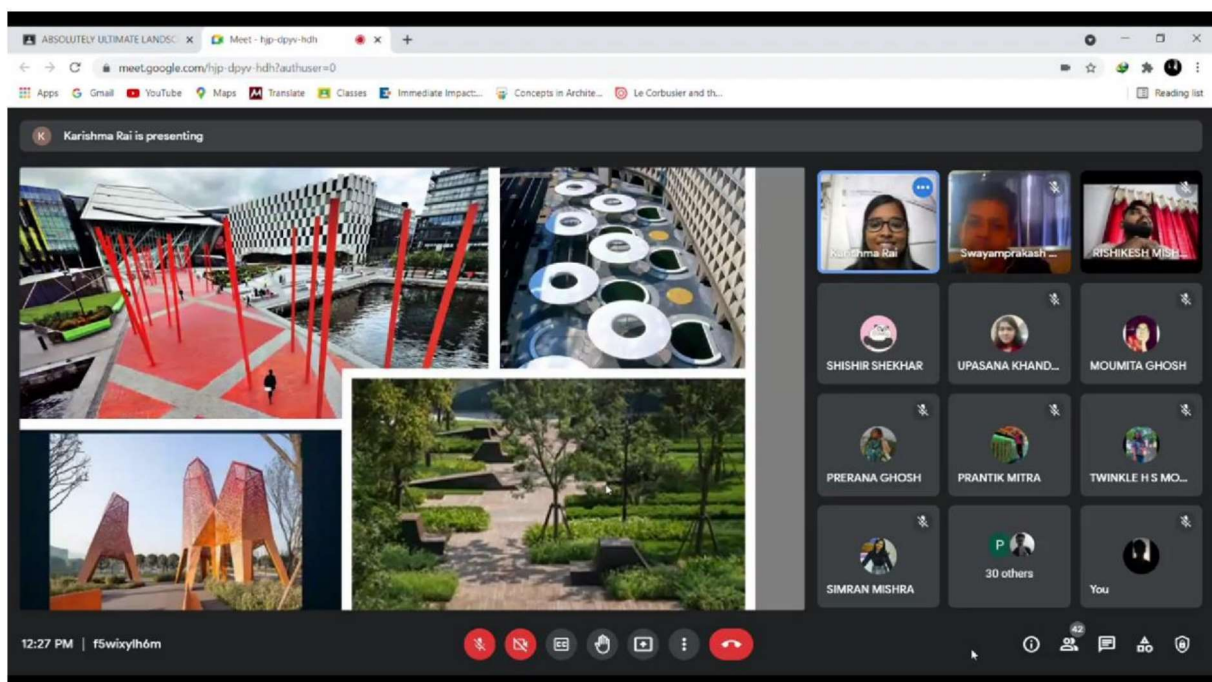 ABSOLUTELY ULTIMATE LANDSC
Meet - hjp-dpyv-hdh
meet.google.com/hjp-dpyv-hdh?authuser=0
Apps Gmail YouTube Maps Translate Classes Immediate Impact:... Concepts in Archite... Le Corbusier and th... Reading list
K Karishma Rai is presenting
Karishma Rai Swayamprakash ... RISHIKESH MISH...
SHISHIR SHEKHAR UPASANA KHAND... MOUMITA GHOSH
PRERANA GHOSH PRANTIK MITRA TWINKLE H S MO...
P
SIMRAN MISHRA 30 others You
12:27 PM | f5wixylh6m
CC
42